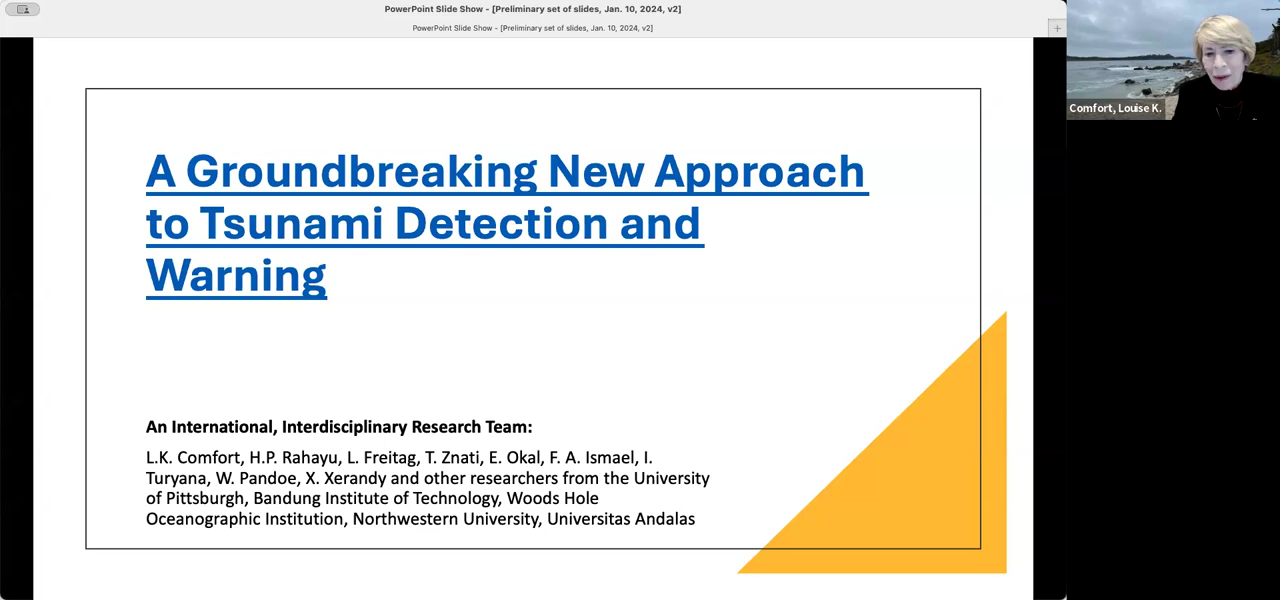 PowerPoint Slide Show - [Preliminary set of slides, Jan. 10, 2024, v2]
PowerPoint Slide Show - [Preliminary set of slides, Jan. 10, 2024, v2]
Comfort, Louise K.
A Groundbreaking New Approach
to Tsunami Detection and
Warning
An International, Interdisciplinary Research Team:
L.K. Comfort, H.P. Rahayu, L. Freitag, T. Znati, E. Okal, F. A. Ismael, I.
Turyana, W. Pandoe, X. Xerandy and other researchers from the University
of Pittsburgh, Bandung Institute of Technology, Woods Hole
Oceanographic Institution, Northwestern University, Universitas Andalas